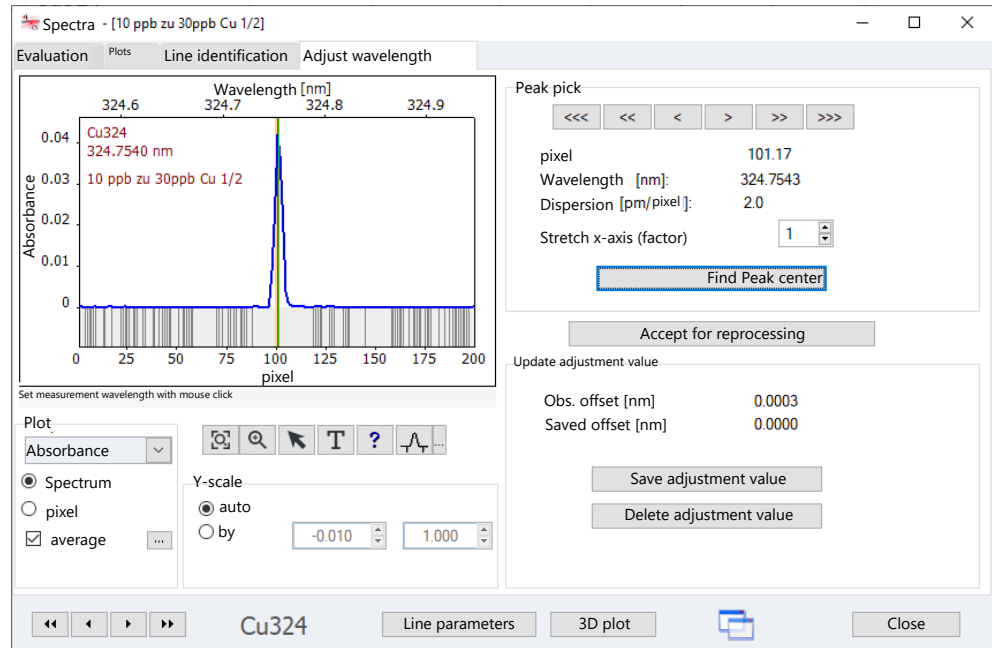 Spectra - [10 ppb zu 30ppb Cu 1/2]
Evaluation Plots Line identification Adjust wavelength
Wavelength [nm]
324.6 324.7 324.8 324.9
Absorbance
0.04
0.03
0.02
0.01
0
Cu324
324.7540 nm
10 ppb zu 30ppb Cu 1/2
0 25 50 75 100 125 150 175 200
pixel
Set measurement wavelength with mouse click
Peak pick
<<< << < > >> >>>
pixel 101.17
Wavelength [nm]: 324.7543
Dispersion [pm/pixel]: 2.0
Stretch x-axis (factor) 1
Find Peak center
Accept for reprocessing
Update adjustment value
Obs. offset [nm] 0.0003
Saved offset [nm] 0.0000
Save adjustment value
Delete adjustment value
Plot
Absorbance
Spectrum
pixel
average ...
T ? ...
Y-scale
auto
by -0.010 1.000
Cu324 Line parameters 3D plot Close